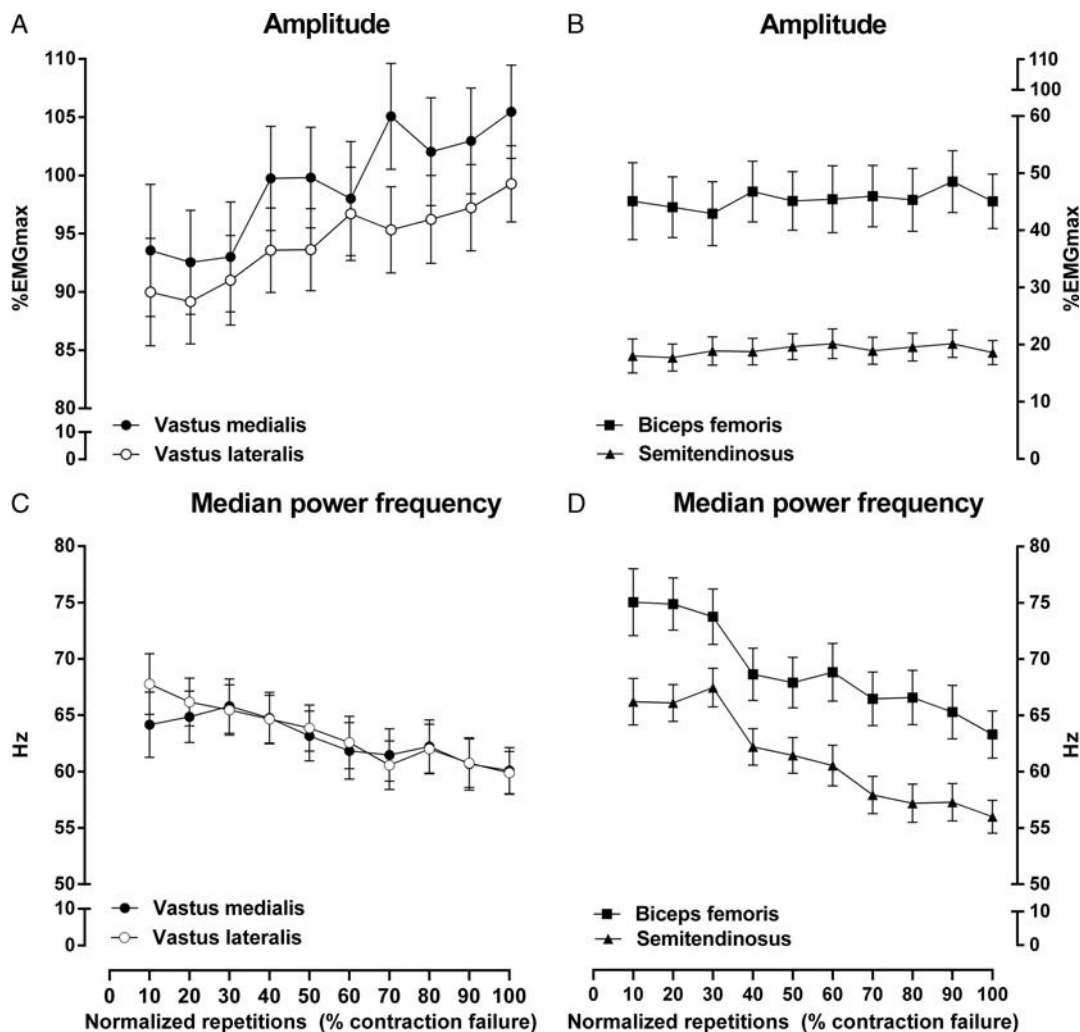 A
Amplitude
110
105
100
95
90
85
80
10
0
%EMGmax
Vastus medialis
Vastus lateralis
B
Amplitude
110
100
60
50
40
30
20
10
0
%EMGmax
Biceps femoris
Semitendinosus
C
Median power frequency
80
75
70
65
60
55
50
10
0
Hz
Vastus medialis
Vastus lateralis
0 10 20 30 40 50 60 70 80 90 100
Normalized repetitions (% contraction failure)
D
Median power frequency
80
75
70
65
60
55
50
10
0
Hz
Biceps femoris
Semitendinosus
0 10 20 30 40 50 60 70 80 90 100
Normalized repetitions (% contraction failure)